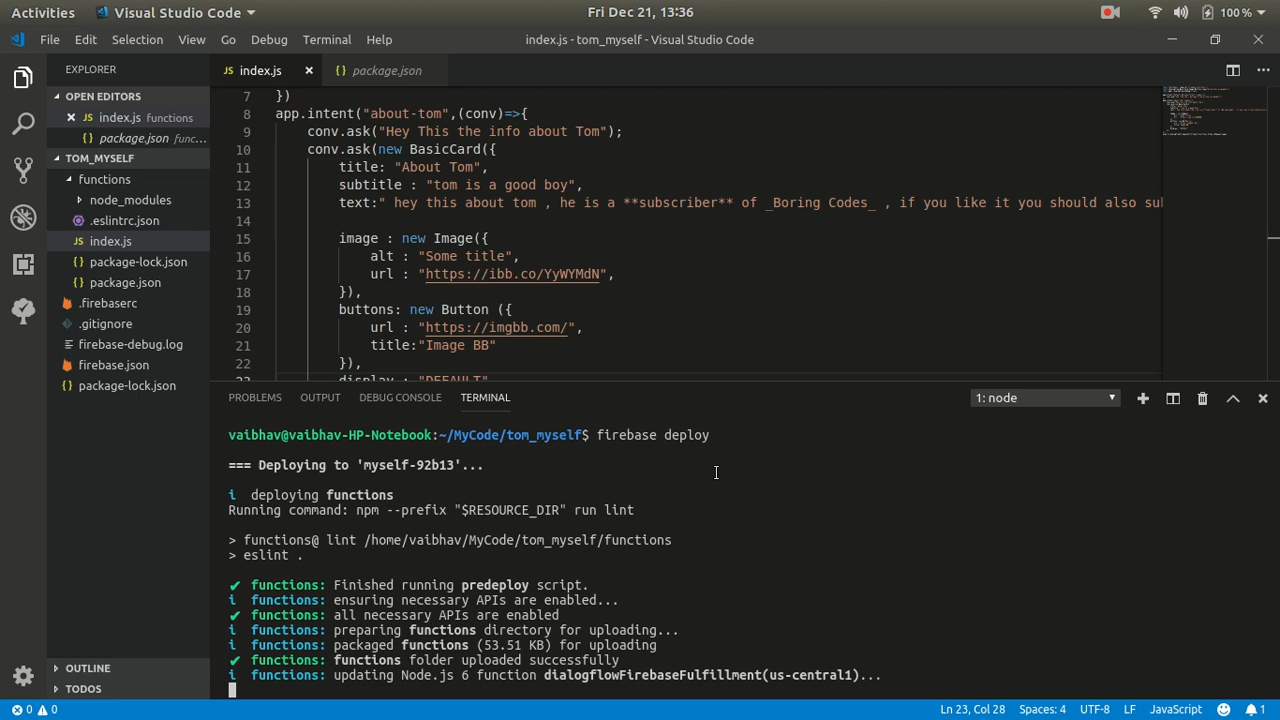 Activities Visual Studio Code Fri Dec 21, 13:36 100 %
File Edit Selection View Go Debug Terminal Help index.js - tom_myself - Visual Studio Code
EXPLORER
JS index.js {} package.json
OPEN EDITORS
index.js functions
package.json func...
TOM_MYSELF
functions
node_modules
.eslintrc.json
JS index.js
{} package-lock.json
{} package.json
.firebaserc
.gitignore
firebase-debug.log
firebase.json
{} package-lock.json
OUTLINE
TODOS
7 })
8 app.intent("about-tom",(conv)=>{
9 conv.ask("Hey This the info about Tom");
10 conv.ask(new BasicCard({
11 title: "About Tom",
12 subtitle : "tom is a good boy",
13 text:" hey this about tom , he is a **subscriber** of _Boring Codes_ , if you like it you should also sub
14
15 image : new Image({
16 alt : "Some title",
17 url : "https://ibb.co/YyWYMdN",
18 }),
19 buttons: new Button ({
20 url : "https://imgbb.com/",
21 title:"Image BB"
22 }),
23 display : "DEFAULT"
PROBLEMS OUTPUT DEBUG CONSOLE TERMINAL 1: node
vaibhav@vaibhav-HP-Notebook:~/MyCode/tom_myself$ firebase deploy
=== Deploying to 'myself-92b13'...
i deploying functions
Running command: npm --prefix "$RESOURCE_DIR" run lint
> functions@ lint /home/vaibhav/MyCode/tom_myself/functions
> eslint .
✔ functions: Finished running predeploy script.
i functions: ensuring necessary APIs are enabled...
✔ functions: all necessary APIs are enabled
i functions: preparing functions directory for uploading...
i functions: packaged functions (53.51 KB) for uploading
✔ functions: functions folder uploaded successfully
i functions: updating Node.js 6 function dialogflowFirebaseFulfillment(us-central1)...
0 0 Ln 23, Col 28 Spaces: 4 UTF-8 LF JavaScript 1